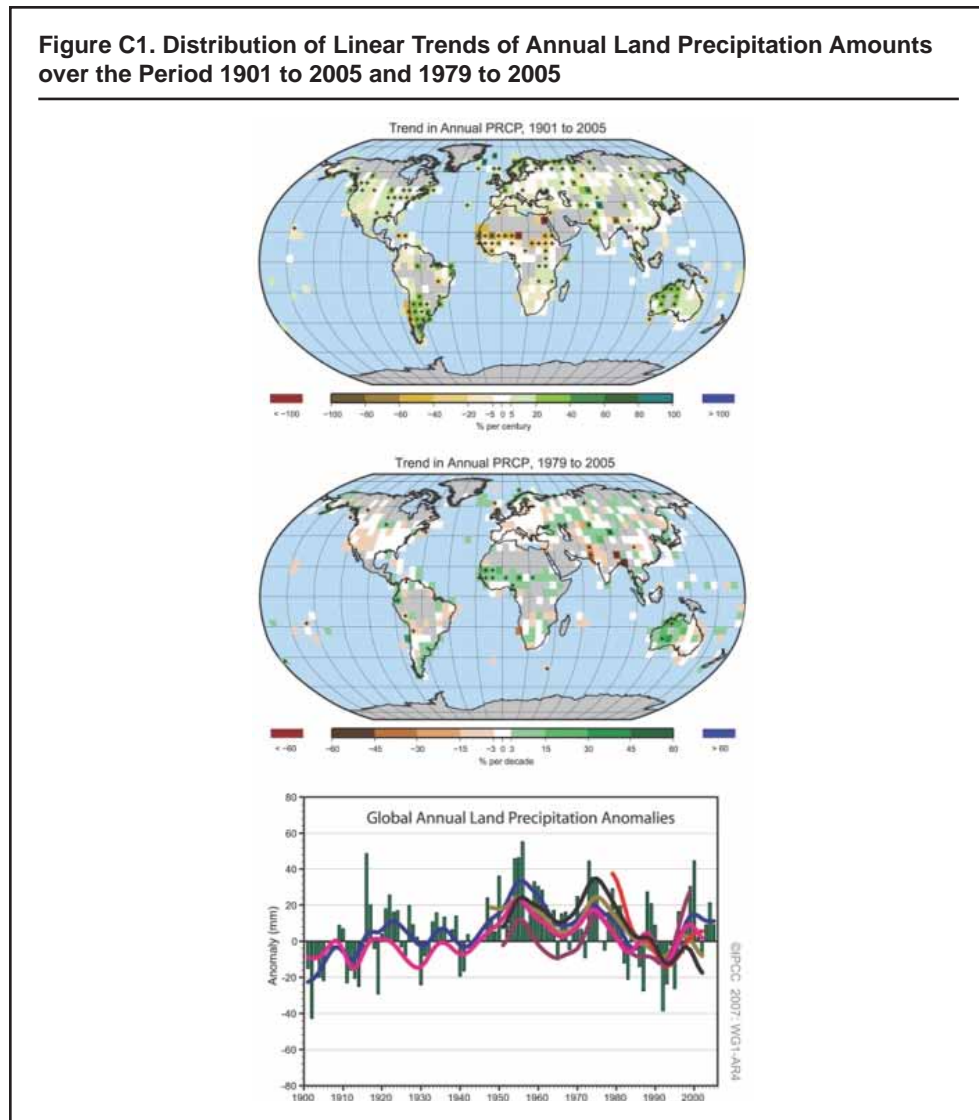 Figure C1. Distribution of Linear Trends of Annual Land Precipitation Amounts
over the Period 1901 to 2005 and 1979 to 2005
Trend in Annual PRCP, 1901 to 2005
< −100
−100 −80 −60 −40 −20 −5 0 5 20 40 60 80 100
> 100
% per century
Trend in Annual PRCP, 1979 to 2005
< −60
−60 −45 −30 −15 −3 0 3 15 30 45 60
> 60
% per decade
Global Annual Land Precipitation Anomalies
Anomaly (mm)
80
60
40
20
0
-20
-40
-60
-80
1900 1910 1920 1930 1940 1950 1960 1970 1980 1990 2000
©IPCC 2007: WG1-AR4